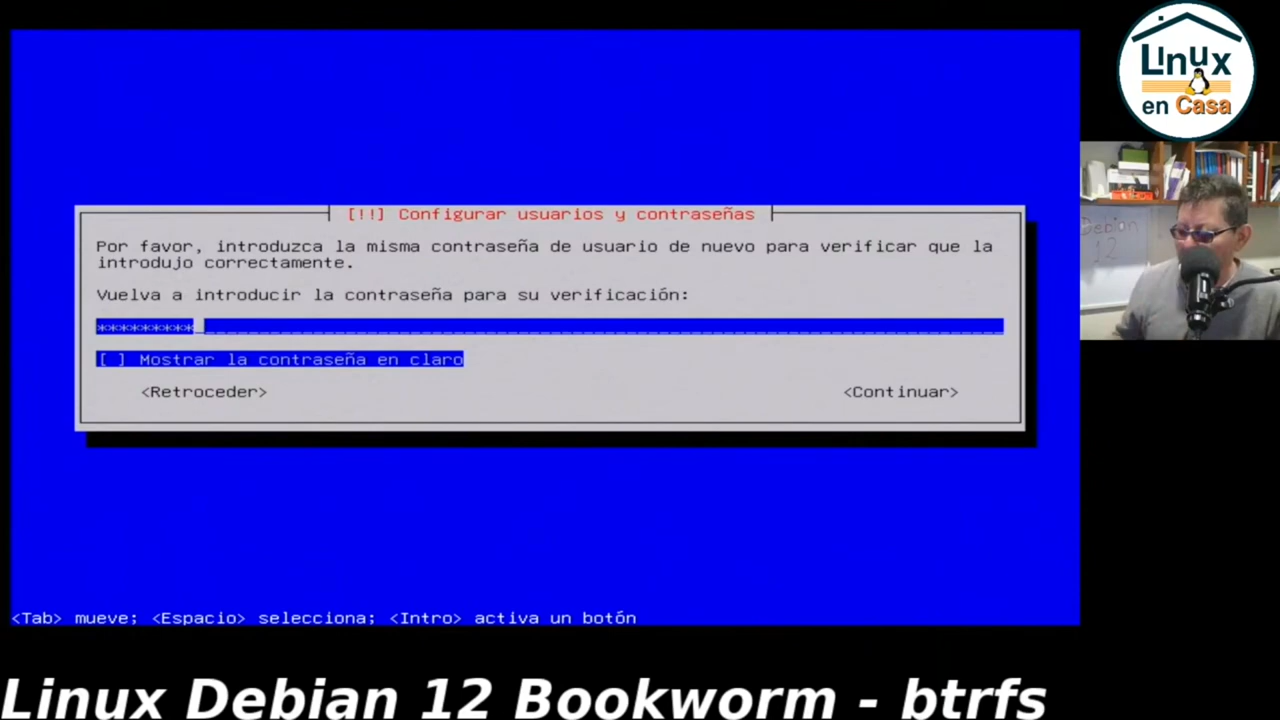 Linux
en Casa
[!!] Configurar usuarios y contraseñas
Por favor, introduzca la misma contraseña de usuario de nuevo para verificar que la
introdujo correctamente.
Vuelva a introducir la contraseña para su verificación:
*********
[ ] Mostrar la contraseña en claro
<Retroceder>
<Continuar>
Debian
12
<Tab> mueve; <Espacio> selecciona; <Intro> activa un botón
Linux Debian 12 Bookworm - btrfs